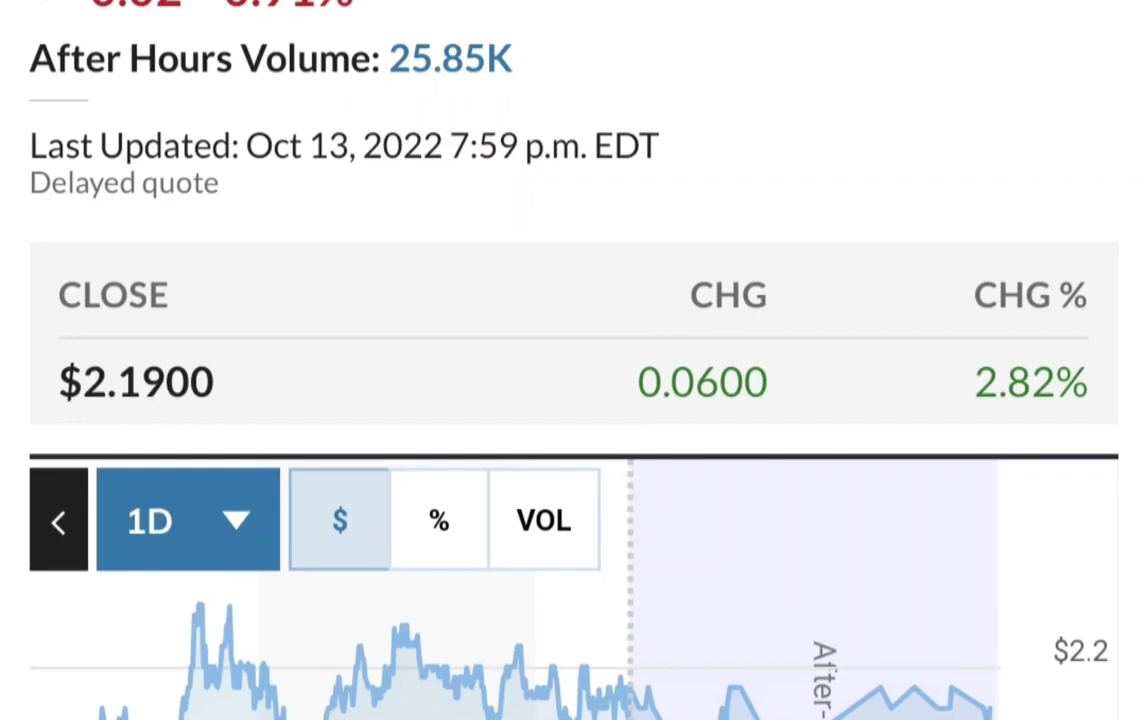 After Hours Volume: 25.85K
Last Updated: Oct 13, 2022 7:59 p.m. EDT
Delayed quote
CLOSE CHG CHG %
$2.1900 0.0600 2.82%
1D $ % VOL
$2.2
After-